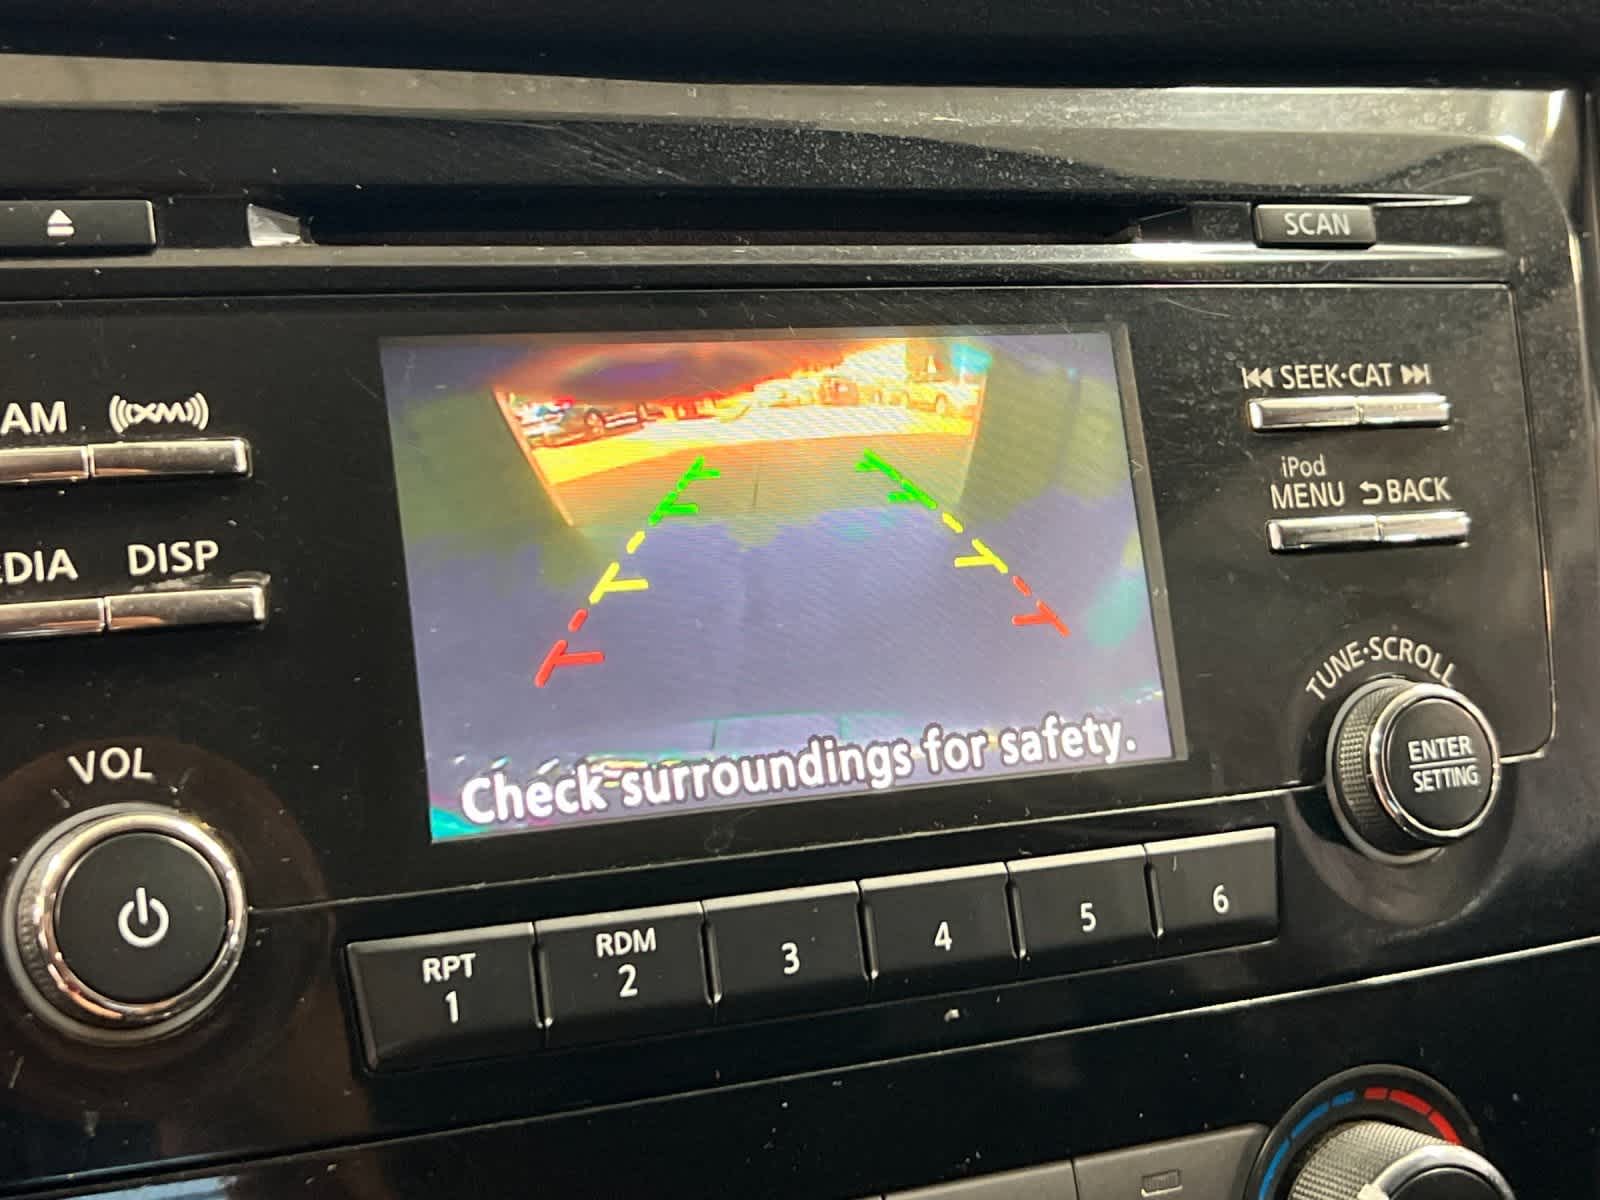 SCAN
SEEK·CAT
AM
XM
iPod
MENU
BACK
DISP
TUNE·SCROLL
Check surroundings for safety.
ENTER
SETTING
VOL
RPT
1
RDM
2
3
4
5
6